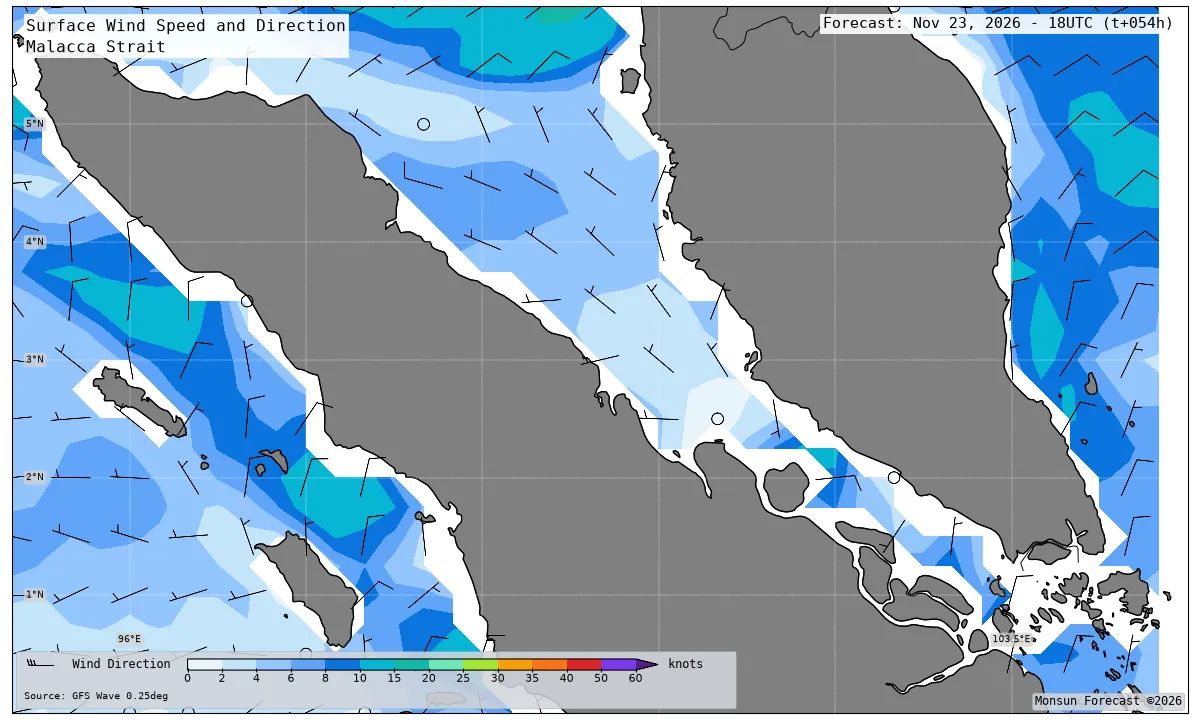 Surface Wind Speed and Direction
Malacca Strait
Forecast: Nov 23, 2026 - 18UTC (t+054h)
5°N
4°N
3°N
2°N
1°N
96°E
103.5°E
Wind Direction
knots
0 2 4 6 8 10 15 20 25 30 35 40 50 60
Source: GFS Wave 0.25deg
Monsun Forecast ©2026